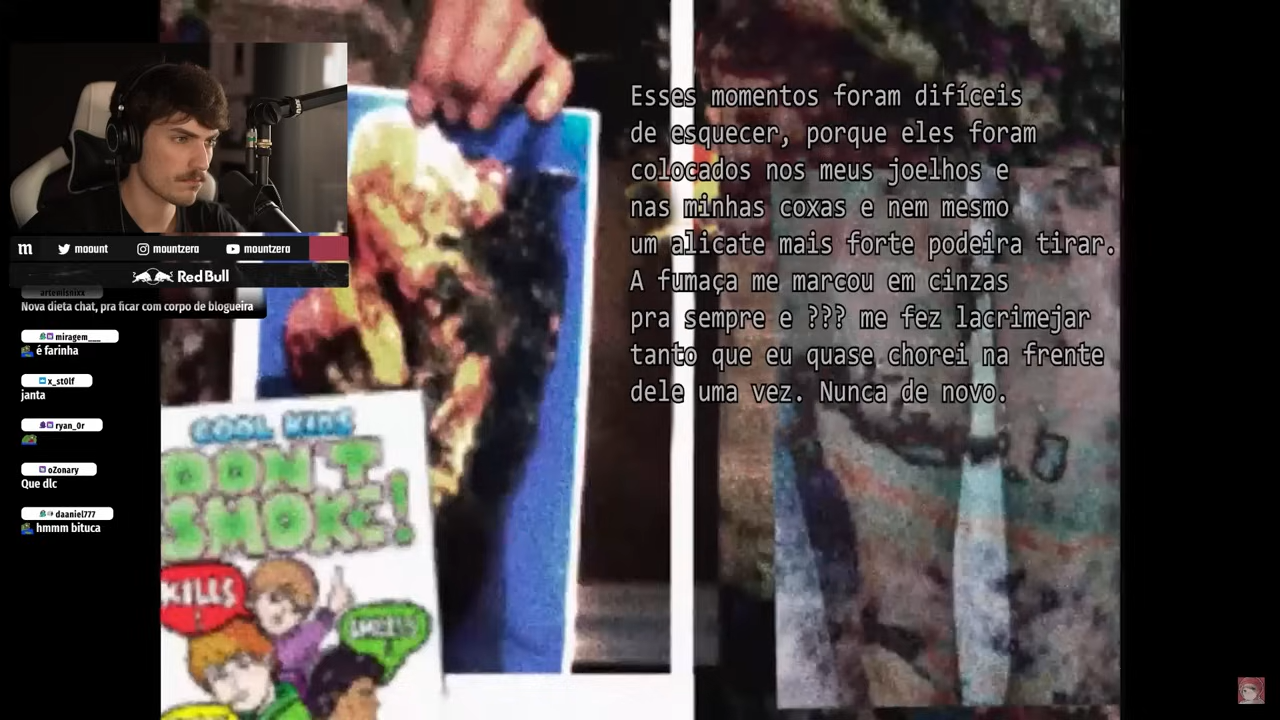 Esses momentos foram difíceis
de esquecer, porque eles foram
colocados nos meus joelhos e
nas minhas coxas e nem mesmo
um alicate mais forte podeira tirar.
A fumaça me marcou em cinzas
pra sempre e ??? me fez lacrimejar
tanto que eu quase chorei na frente
dele uma vez. Nunca de novo.
m maount mountzera mountzera
Red Bull
artemisnixx
Nova dieta chat, pra ficar com corpo de blogueira
miragem___
é farinha
x_st0lf
janta
ryan_0r
oZonary
Que dlc
daaniel777
hmmm bituca
DON'T
SMOKE!
KILLS